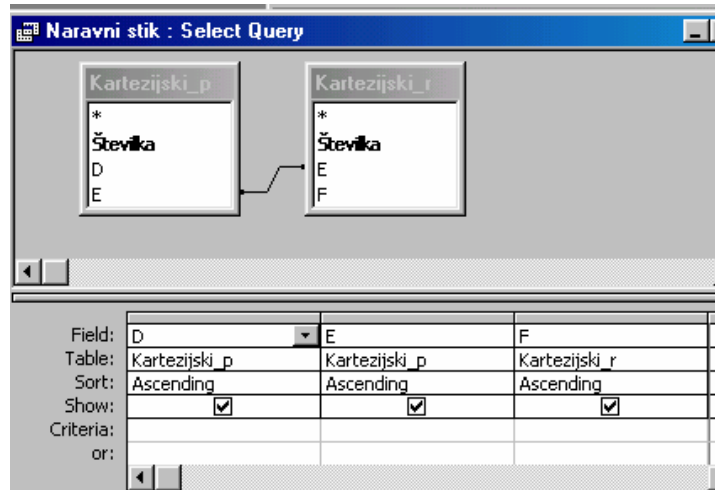 Naravni stik : Select Query
Kartezijski_p Kartezijski_r
* *
Številka Številka
D E
E F
Field: D E F
Table: Kartezijski_p Kartezijski_p Kartezijski_r
Sort: Ascending Ascending Ascending
Show:
Criteria:
or: